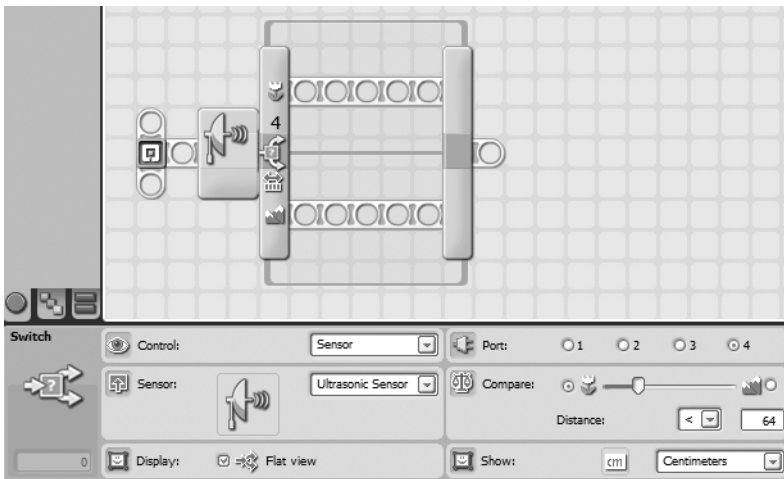 4
Switch
Control: Sensor
Port: 1 2 3 4
Sensor: Ultrasonic Sensor
Compare:
Distance: < 64
0
Display: Flat view
Show: cm Centimeters